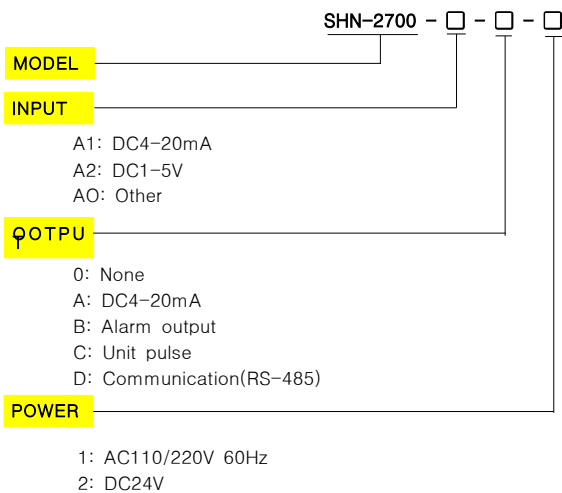 SHN-2700 - □ - □ - □
MODEL
INPUT
A1: DC4-20mA
A2: DC1-5V
AO: Other
OOTPU
T
0: None
A: DC4-20mA
B: Alarm output
C: Unit pulse
D: Communication(RS-485)
POWER
1: AC110/220V 60Hz
2: DC24V